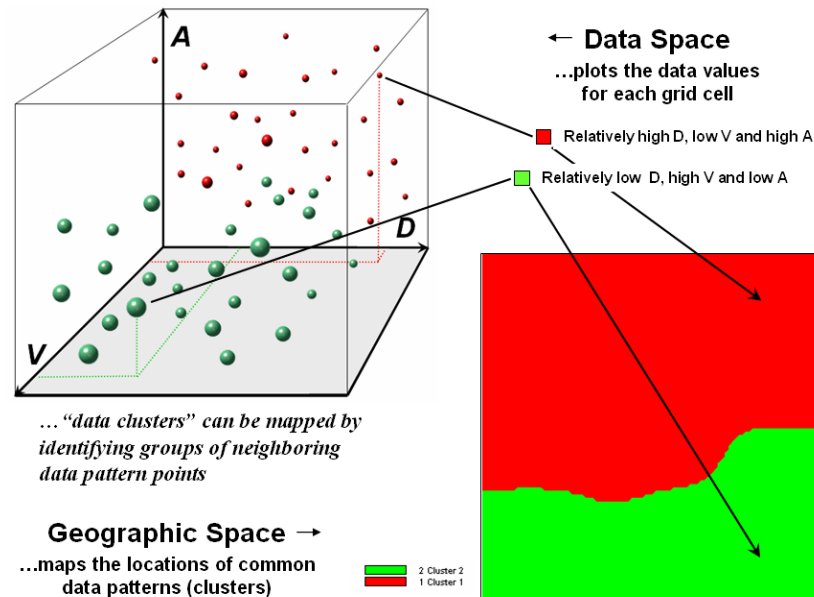 A
D
V
← Data Space
…plots the data values
for each grid cell
Relatively high D, low V and high A
Relatively low D, high V and low A
… “data clusters” can be mapped by
identifying groups of neighboring
data pattern points
Geographic Space →
…maps the locations of common
data patterns (clusters)
2 Cluster 2
1 Cluster 1